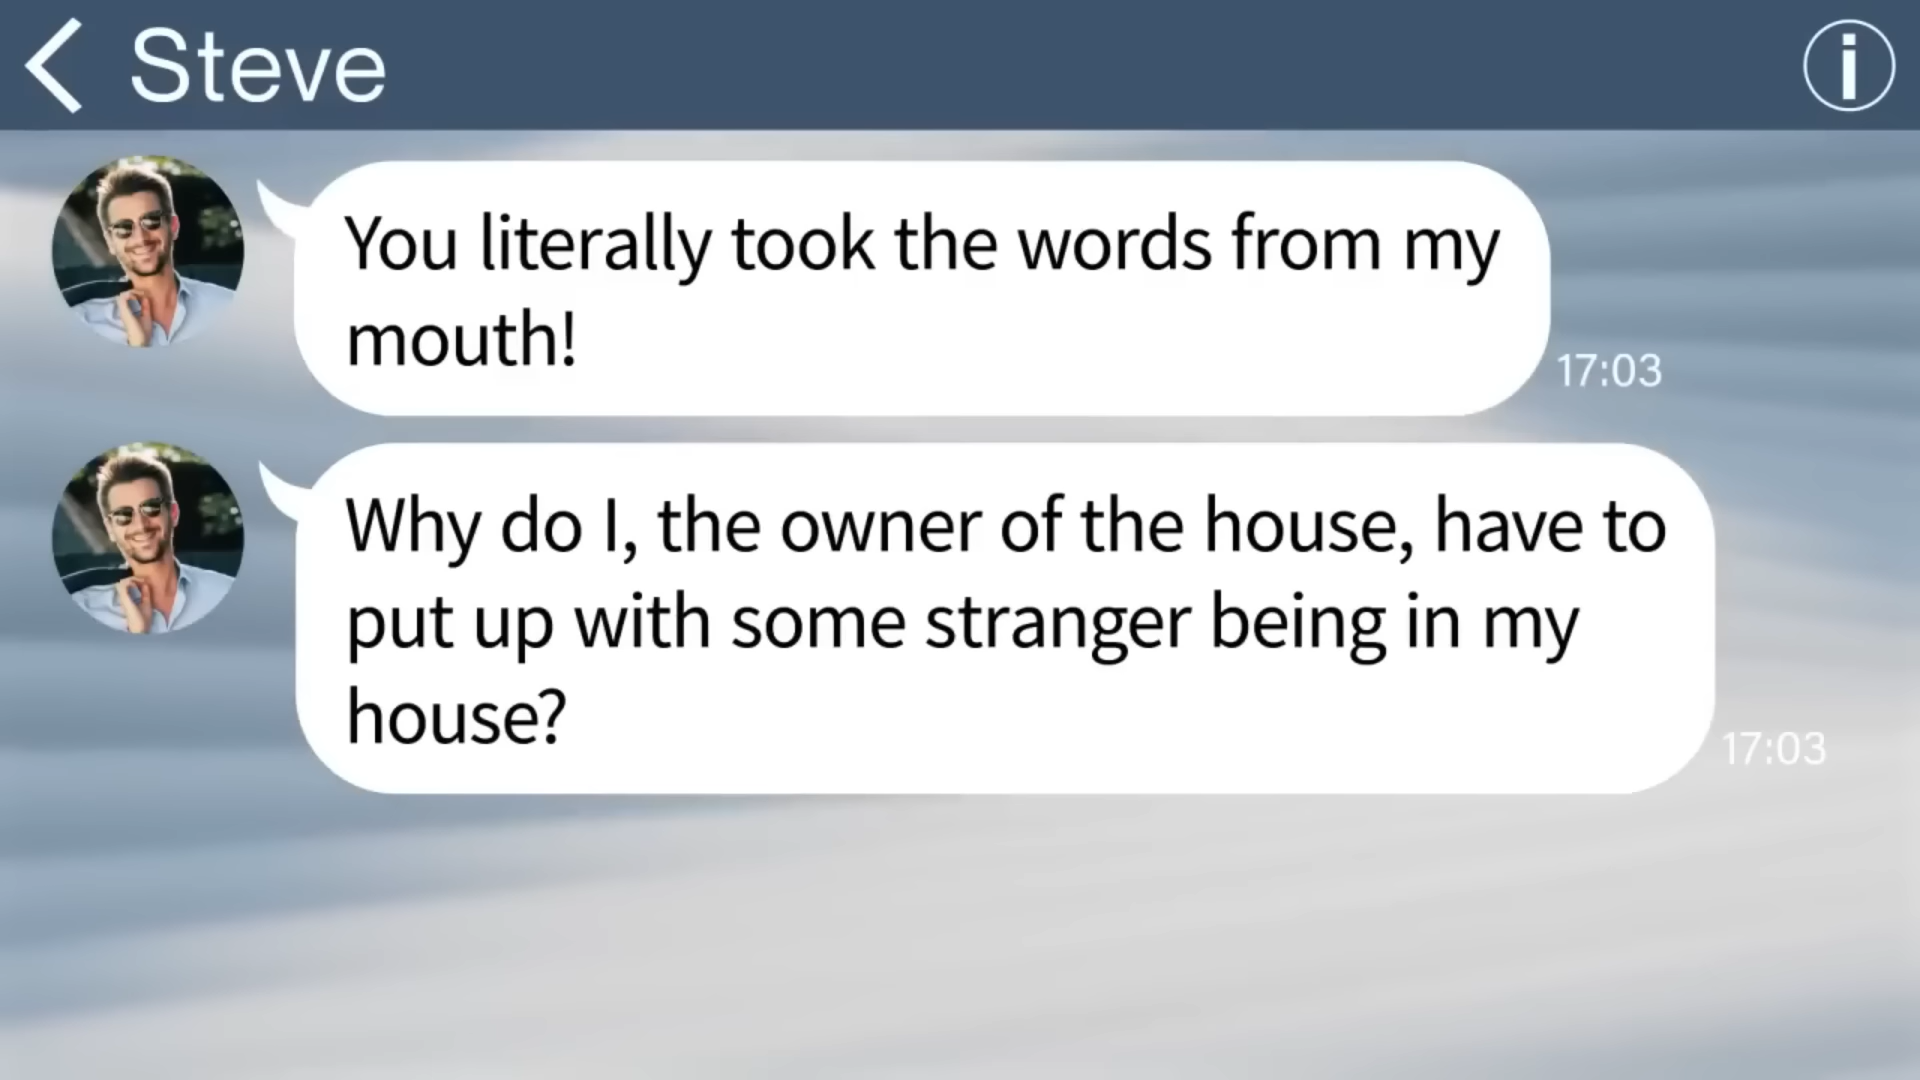 Steve
You literally took the words from my
mouth!
17:03
Why do I, the owner of the house, have to
put up with some stranger being in my
house?
17:03